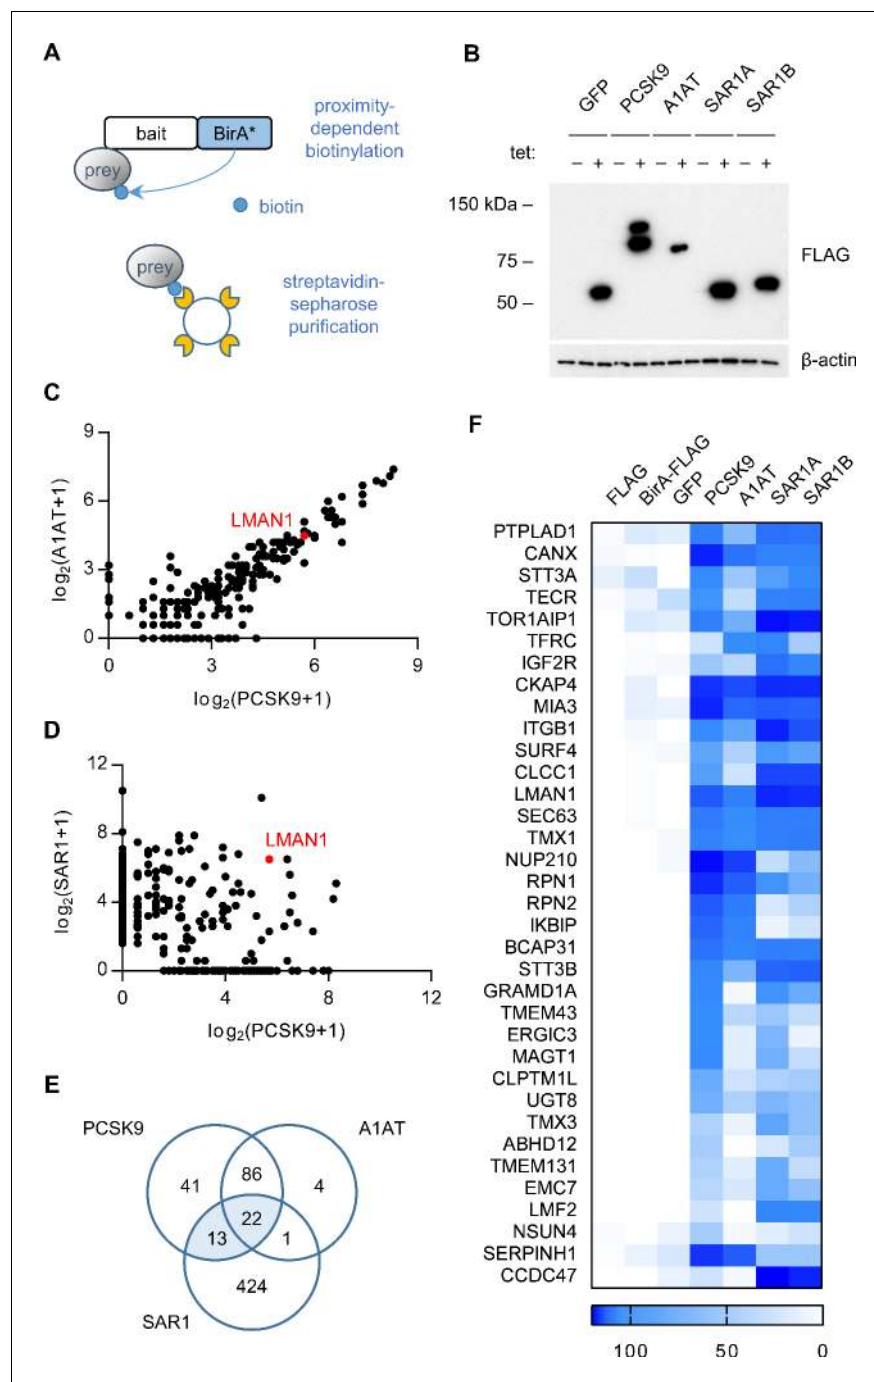 A
bait
BirA*
prey
proximity-
dependent
biotinylation
biotin
prey
streptavidin-
sepharose
purification
B
GFP
PCSK9
A1AT
SAR1A
SAR1B
tet:
– + – + – + – + – +
150 kDa –
75 –
50 –
FLAG
β-actin
C
log2(A1AT+1)
9
6
3
0
LMAN1
0 3 6 9
log2(PCSK9+1)
D
log2(SAR1+1)
12
8
4
0
LMAN1
0 4 8 12
log2(PCSK9+1)
E
PCSK9
A1AT
41
86
4
22
13
1
424
SAR1
F
FLAG
BirA-FLAG
GFP
PCSK9
A1AT
SAR1A
SAR1B
PTPLAD1
CANX
STT3A
TECR
TOR1AIP1
TFRC
IGF2R
CKAP4
MIA3
ITGB1
SURF4
CLCC1
LMAN1
SEC63
TMX1
NUP210
RPN1
RPN2
IKBIP
BCAP31
STT3B
GRAMD1A
TMEM43
ERGIC3
MAGT1
CLPTM1L
UGT8
TMX3
ABHD12
TMEM131
EMC7
LMF2
NSUN4
SERPINH1
CCDC47
100 50 0